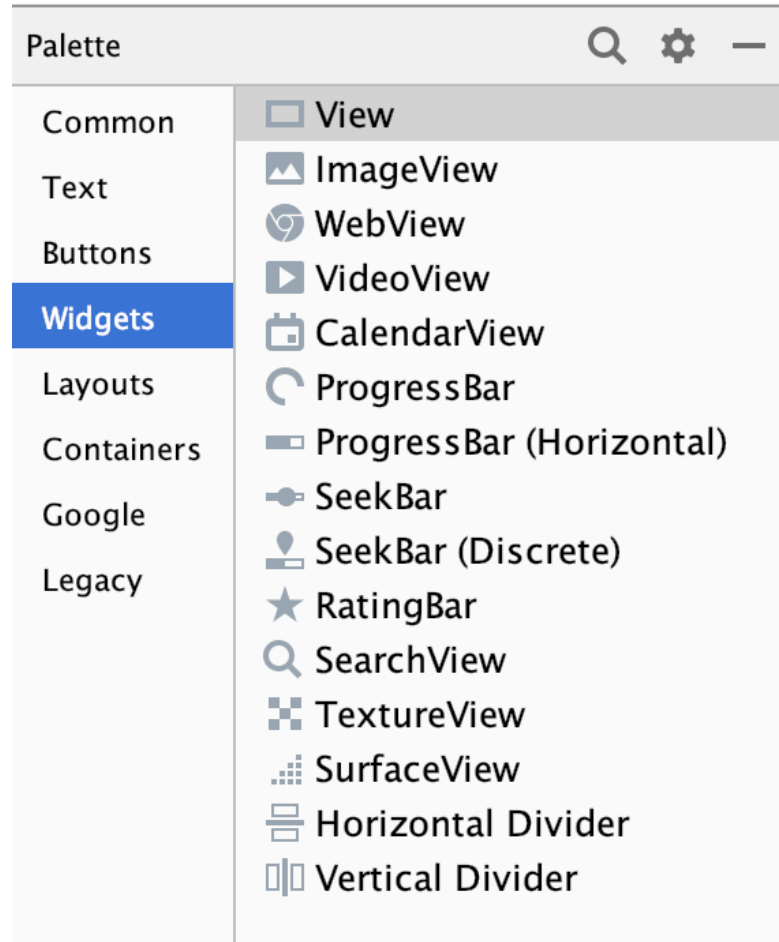 Palette
Common
Text
Buttons
Widgets
Layouts
Containers
Google
Legacy
View
ImageView
WebView
VideoView
CalendarView
ProgressBar
ProgressBar (Horizontal)
SeekBar
SeekBar (Discrete)
RatingBar
SearchView
TextureView
SurfaceView
Horizontal Divider
Vertical Divider